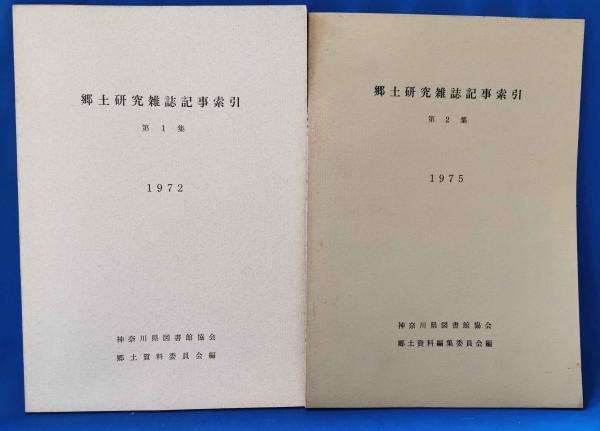 郷土研究雑誌記事索引
第1集
1972
神奈川県図書館協会
郷土資料委員会編
郷土研究雑誌記事索引
第2集
1975
神奈川県図書館協会
郷土資料編集委員会編